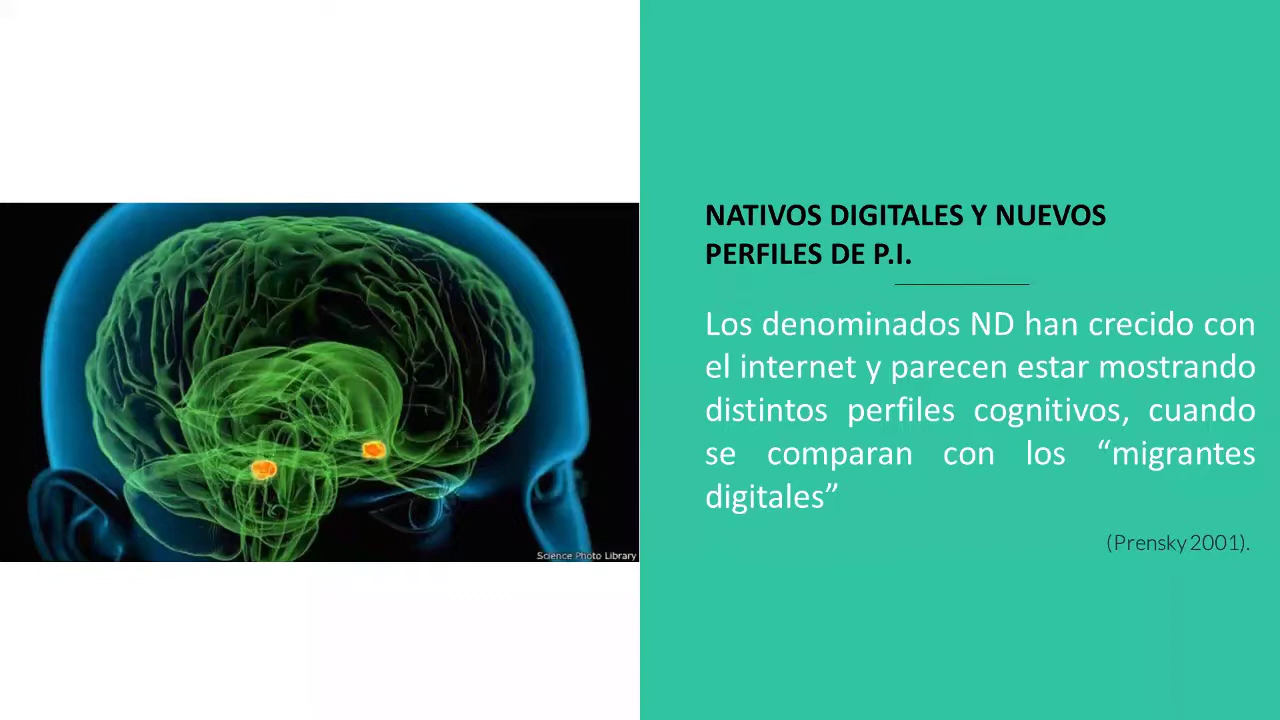 NATIVOS DIGITALES Y NUEVOS
PERFILES DE P.I.
Los denominados ND han crecido con
el internet y parecen estar mostrando
distintos perfiles cognitivos, cuando
se comparan con los “migrantes
digitales”
(Prensky 2001).
Science Photo Library